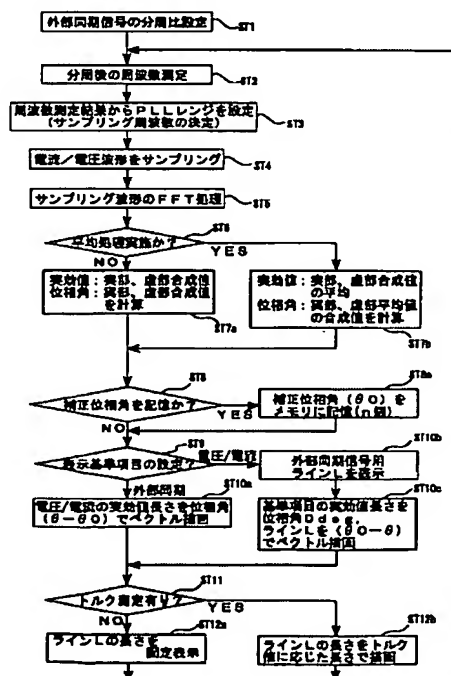 外部同期信号の分周比設定
ST1
分周後の周波数測定
ST2
周波数測定結果からPLLレンジを設定
(サンプリング周波数の決定)
ST3
電流/電圧波形をサンプリング
ST4
サンプリング波形のFFT処理
ST5
ST6
平均処理実施か?
NO
YES
実効値:実部、虚部合成値
位相角:実部、虚部合成値
を計算
ST7a
実効値:実部、虚部合成値
の平均
位相角:実部、虚部平均値
の合成値を計算
ST7b
ST8
補正位相角を記憶か?
YES
NO
ST8a
補正位相角(θ0)を
メモリに記憶(n個)
ST9
表示基準項目の設定?
電圧/電流
外部同期
ST10b
外部同期信号用
ラインLを表示
ST10a
電圧/電流の実効値長さを位相角
(θ-θ0)でベクトル描画
ST10c
基準項目の実効値長さを
位相角0deg、
ラインLを(θ0-θ)
でベクトル描画
ST11
トルク測定有り?
NO
YES
ST12a
ラインLの長さを
固定表示
ST12b
ラインLの長さをトルク
値に応じた長さで描画